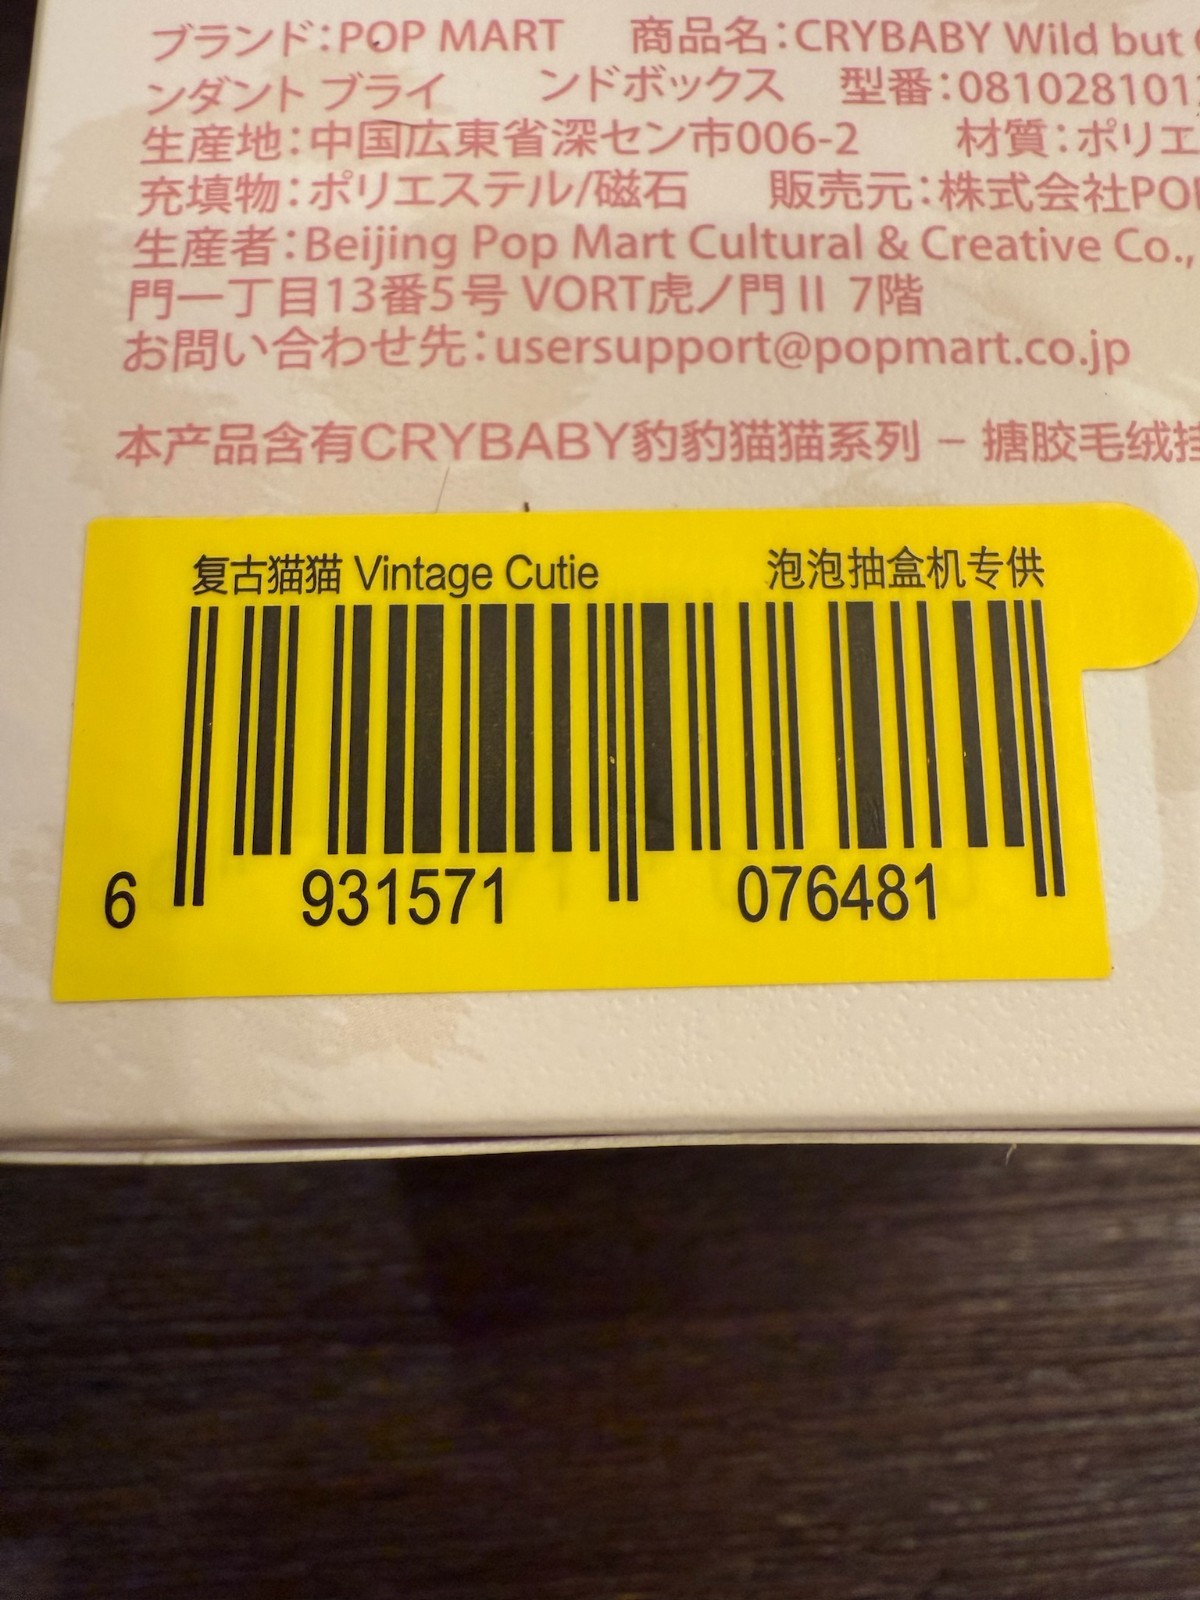 ブランド：POP MART 商品名：CRYBABY Wild but
ンダント ブライ ンドボックス 型番：081028101
生産地：中国広東省深セン市006-2 材質：ポリエ
充填物：ポリエステル/磁石 販売元：株式会社PO
生産者：Beijing Pop Mart Cultural & Creative Co.,
門一丁目13番5号 VORT虎ノ門II 7階
お問い合わせ先：usersupport@popmart.co.jp
本产品含有CRYBABY豹豹猫猫系列 – 搪胶毛绒挂
复古猫猫 Vintage Cutie 泡泡抽盒机专供
6 931571 076481